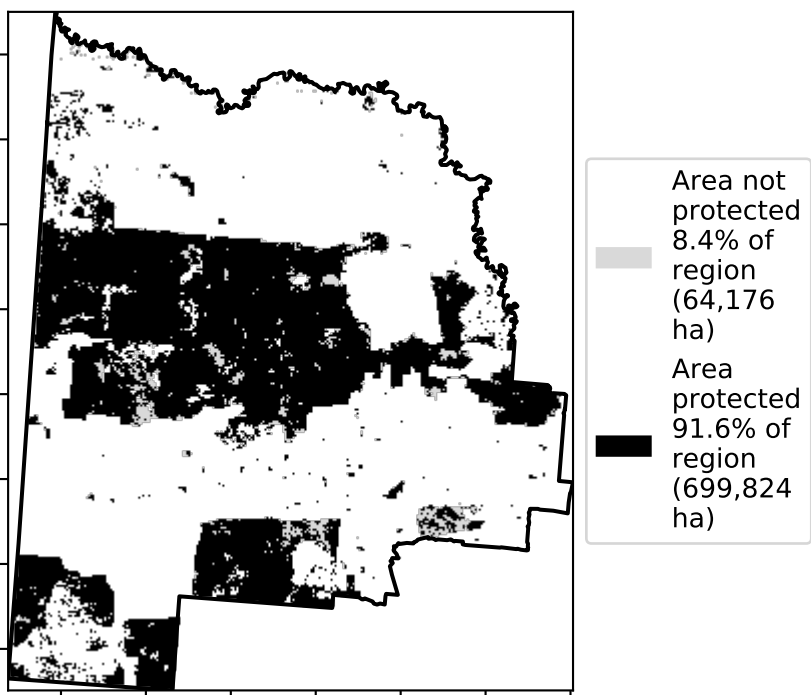 Area not
protected
8.4% of
region
(64,176
ha)
Area
protected
91.6% of
region
(699,824
ha)